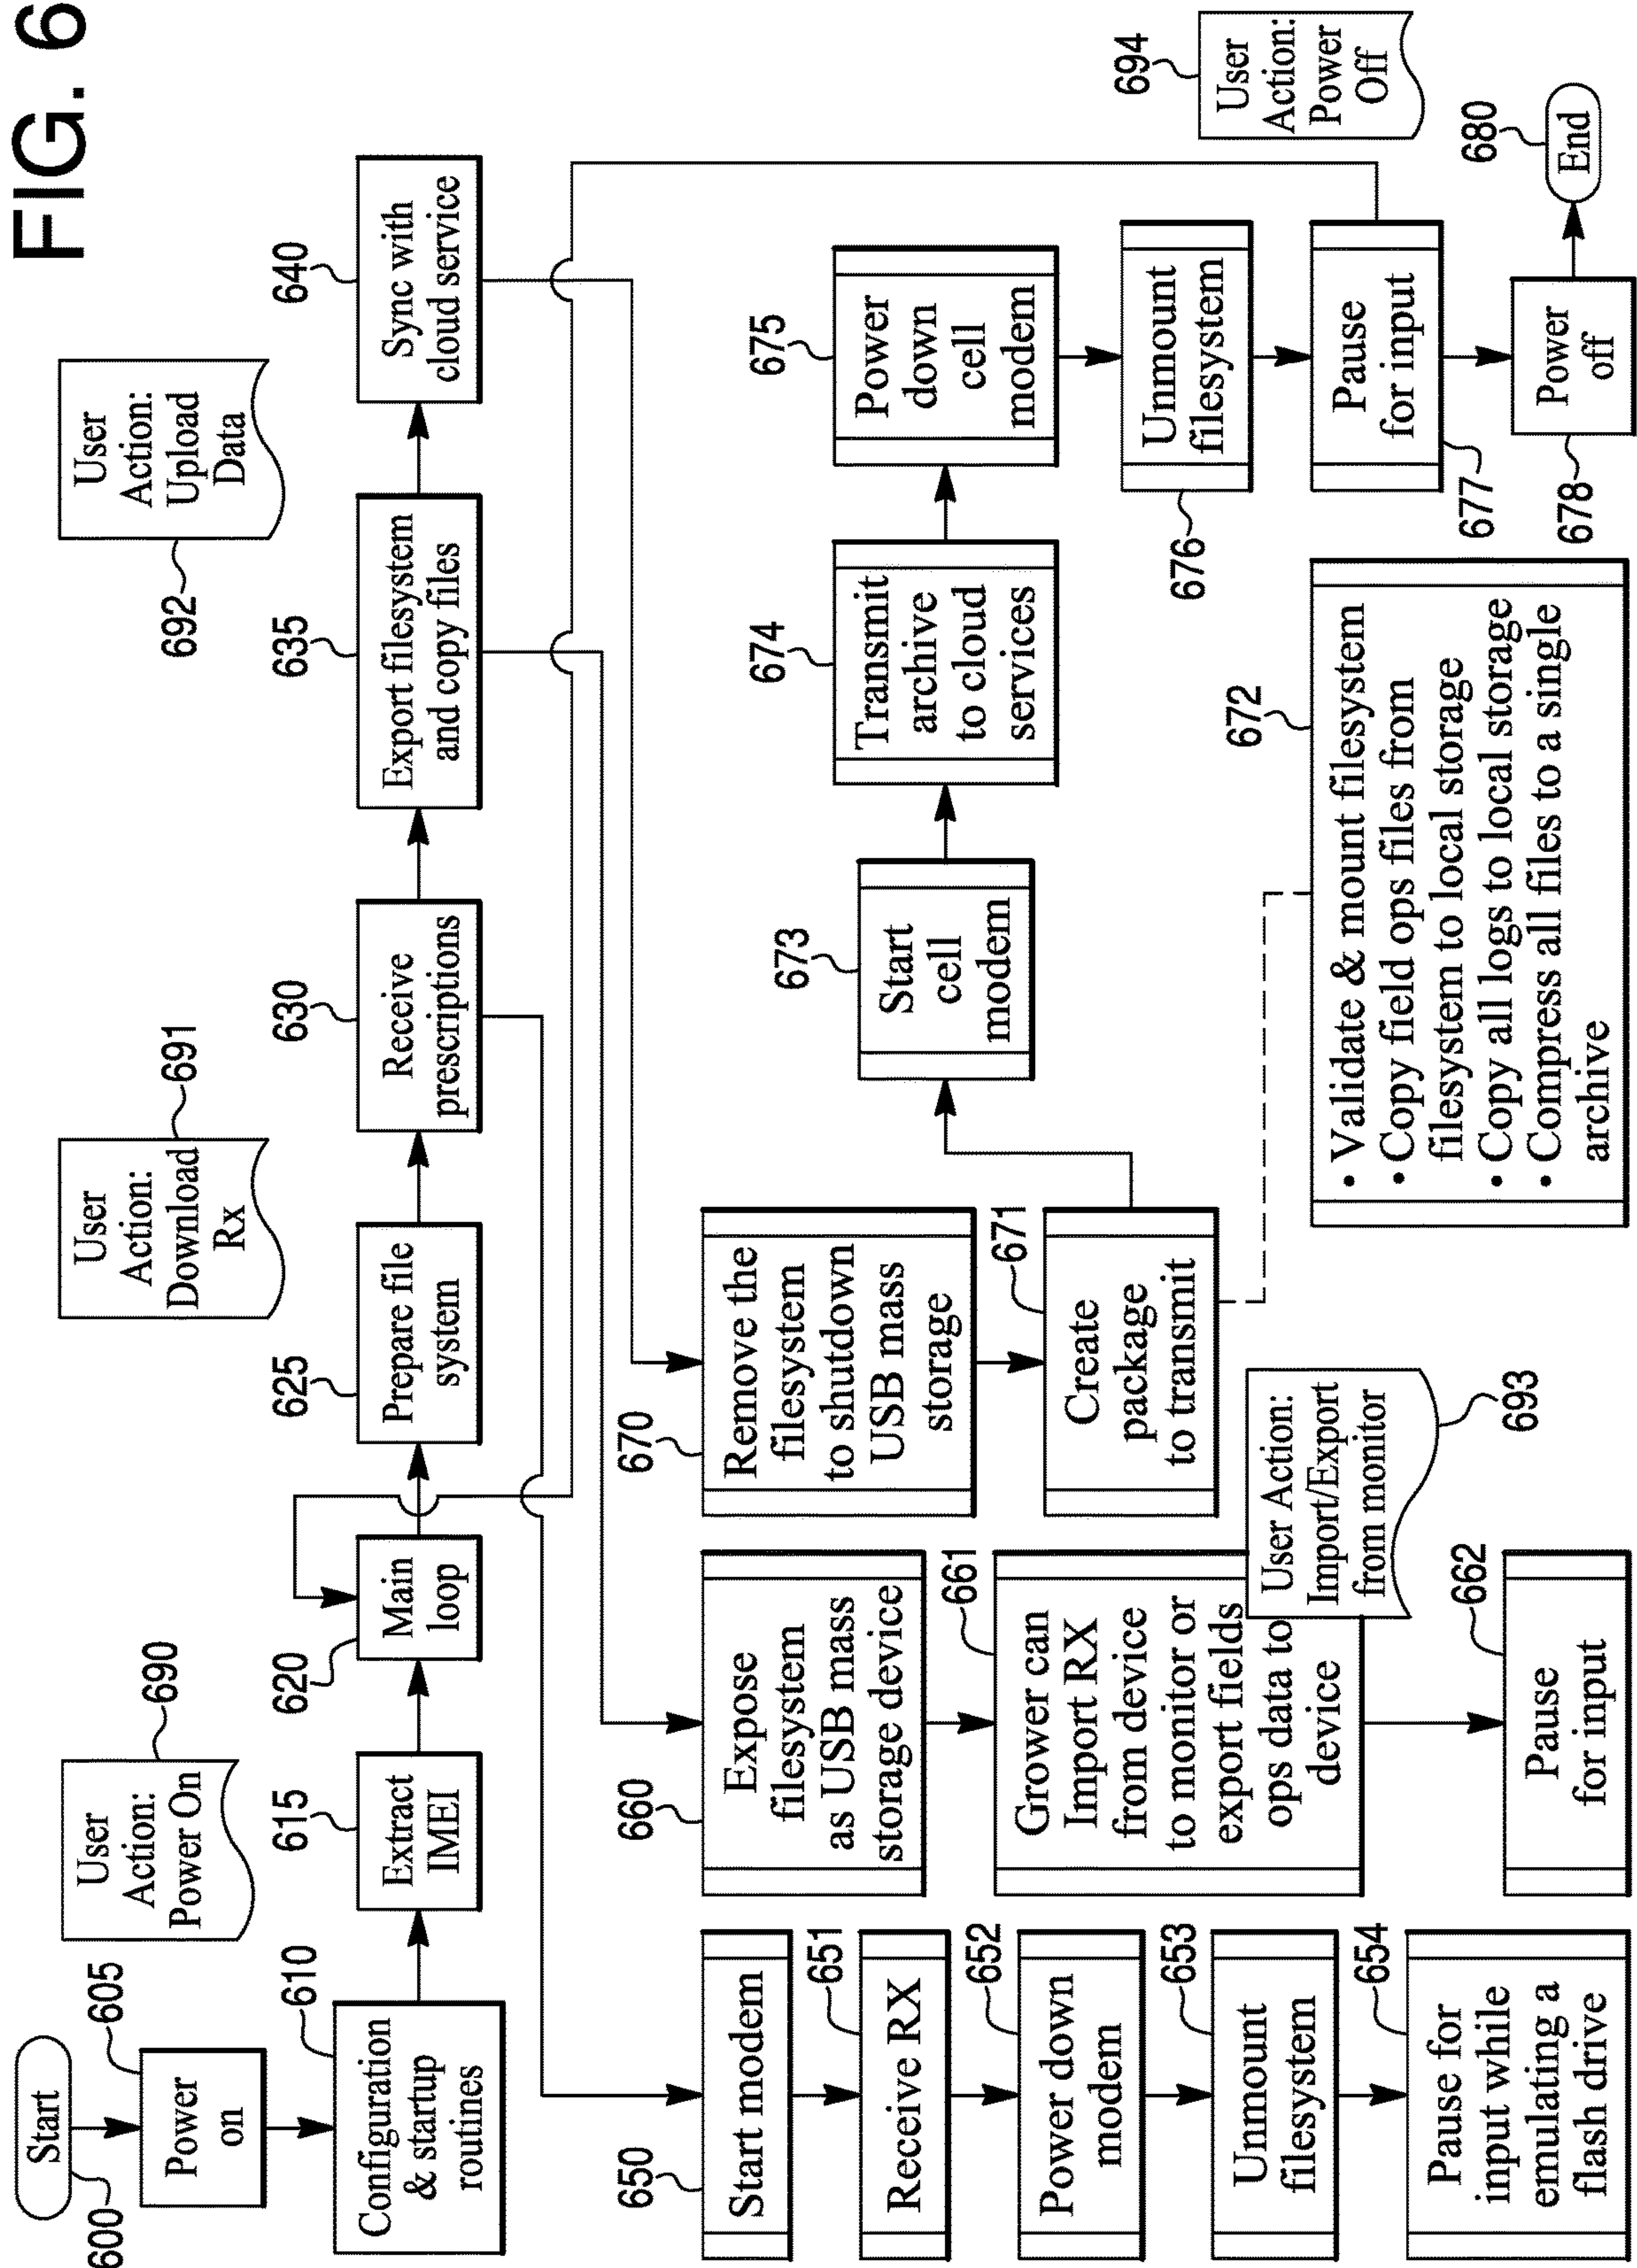 FIG. 6
Start
600
605
Power
on
610
Configuration
& startup
routines
User
Action:
Power On
690
615
Extract
IMEI
620
Main
loop
625
Prepare file
system
User
Action:
Download
Rx
691
630
Receive
prescriptions
635
Export filesystem
and copy files
User
Action:
Upload
Data
692
640
Sync with
cloud service
650
Start modem
651
Receive RX
652
Power down
modem
653
Unmount
filesystem
654
Pause for
input while
emulating a
flash drive
660
Expose
filesystem
as USB mass
storage device
661
Grower can
Import RX
from device
to monitor or
export fields
ops data to
device
User Action:
Import/Export
from monitor
693
662
Pause
for input
670
Remove the
filesystem
to shutdown
USB mass
storage
671
Create
package
to transmit
672
• Validate & mount filesystem
• Copy field ops files from
filesystem to local storage
• Copy all logs to local storage
• Compress all files to a single
archive
673
Start
cell
modem
674
Transmit
archive
to cloud
services
675
Power
down
cell
modem
676
Unmount
filesystem
677
Pause
for input
678
Power
off
680
End
694
User
Action:
Power
Off